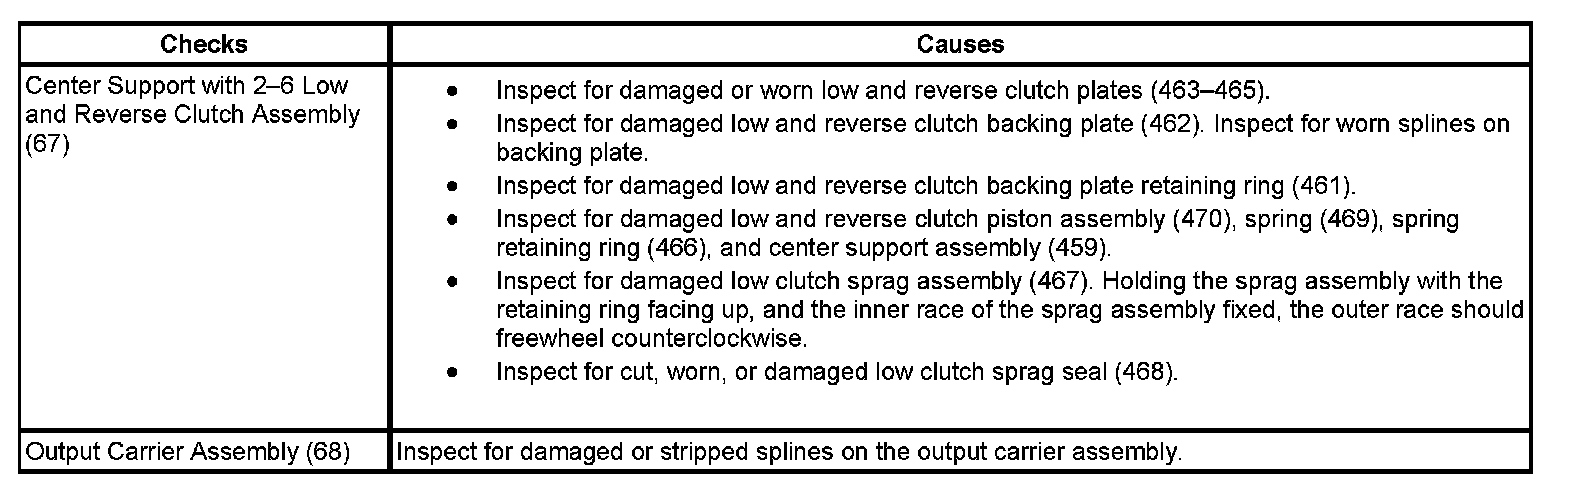 Checks
Causes
Center Support with 2–6 Low
and Reverse Clutch Assembly
(67)
• Inspect for damaged or worn low and reverse clutch plates (463–465).
• Inspect for damaged low and reverse clutch backing plate (462). Inspect for worn splines on
backing plate.
• Inspect for damaged low and reverse clutch backing plate retaining ring (461).
• Inspect for damaged low and reverse clutch piston assembly (470), spring (469), spring
retaining ring (466), and center support assembly (459).
• Inspect for damaged low clutch sprag assembly (467). Holding the sprag assembly with the
retaining ring facing up, and the inner race of the sprag assembly fixed, the outer race should
freewheel counterclockwise.
• Inspect for cut, worn, or damaged low clutch sprag seal (468).
Output Carrier Assembly (68)
Inspect for damaged or stripped splines on the output carrier assembly.